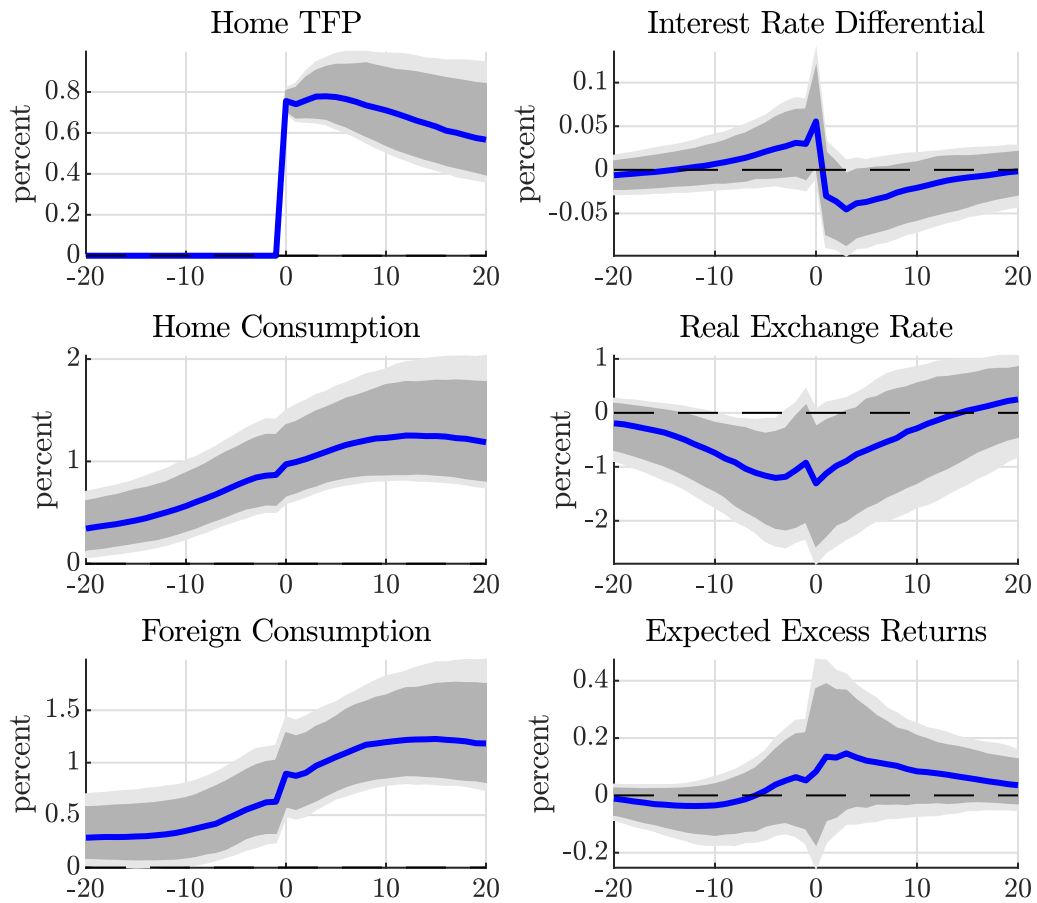 Home TFP
percent
0.8
0.6
0.4
0.2
0
-20 -10 0 10 20
Interest Rate Differential
percent
0.1
0.05
0
-0.05
-20 -10 0 10 20
Home Consumption
percent
2
1
0
-20 -10 0 10 20
Real Exchange Rate
percent
1
0
-1
-2
-20 -10 0 10 20
Foreign Consumption
percent
1.5
1
0.5
0
-20 -10 0 10 20
Expected Excess Returns
percent
0.4
0.2
0
-0.2
-20 -10 0 10 20